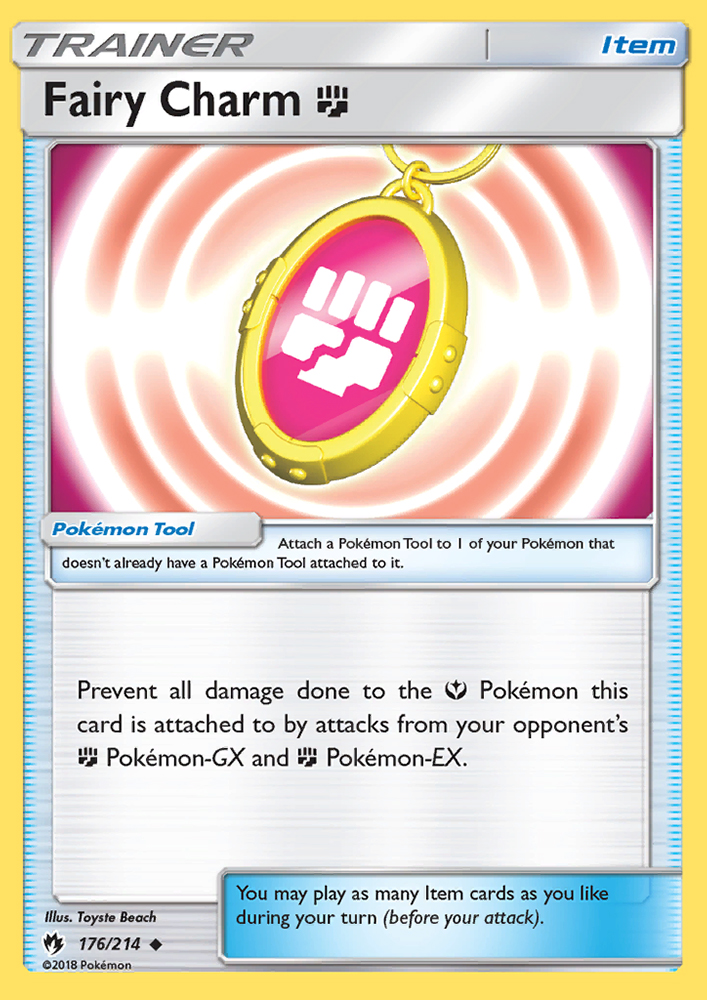 TRAINER
Item
Fairy Charm
Pokémon Tool
Attach a Pokémon Tool to 1 of your Pokémon that
doesn't already have a Pokémon Tool attached to it.
Prevent all damage done to the Pokémon this
card is attached to by attacks from your opponent's
Pokémon-GX and Pokémon-EX.
You may play as many Item cards as you like
during your turn (before your attack).
Illus. Toyste Beach
176/214
©2018 Pokémon